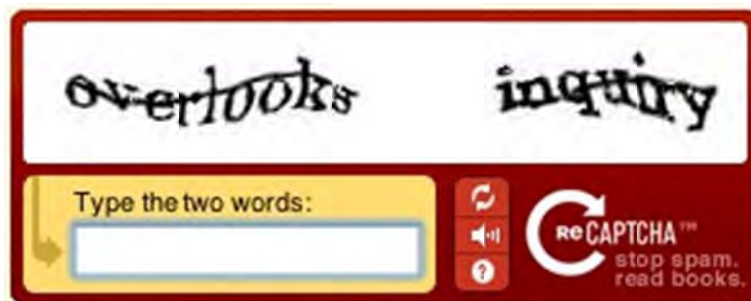 overlooks inquiry
Type the two words:
reCAPTCHA™
stop spam.
read books.